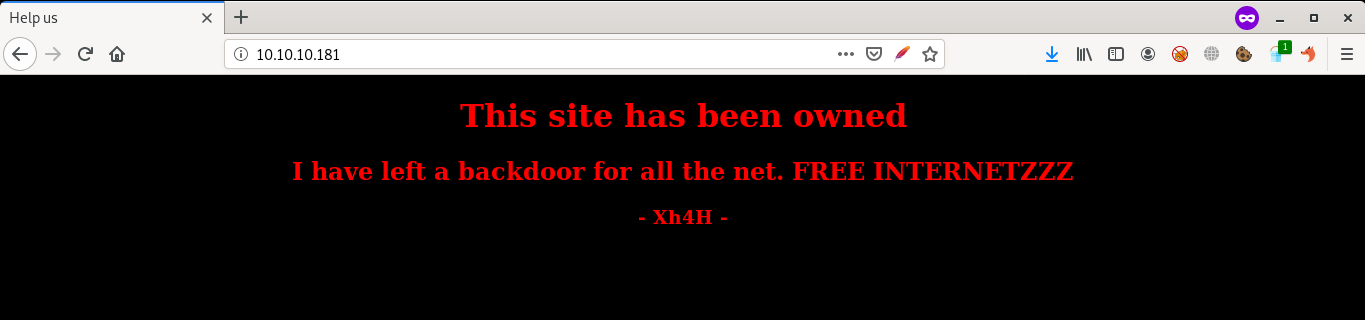 Help us
10.10.10.181
1
This site has been owned
I have left a backdoor for all the net. FREE INTERNETZZZ
- Xh4H -